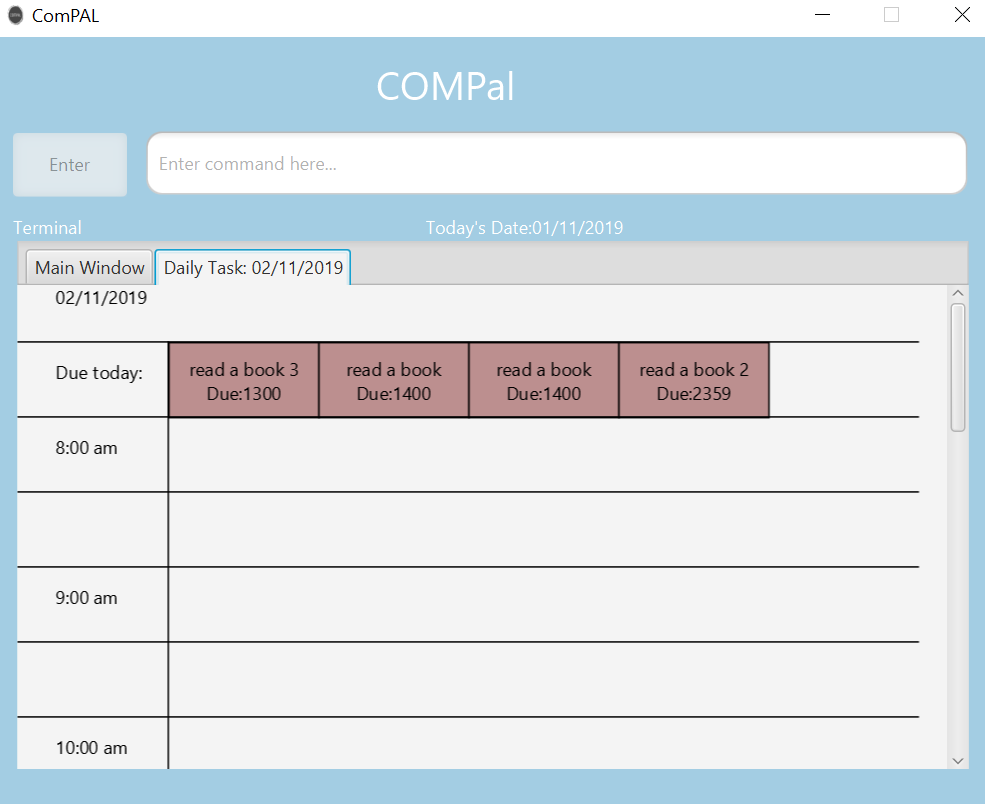 ComPAL
COMPal
Enter
Enter command here...
Terminal
Today's Date:01/11/2019
Main Window
Daily Task: 02/11/2019
02/11/2019
Due today:
read a book 3
Due:1300
read a book
Due:1400
read a book
Due:1400
read a book 2
Due:2359
8:00 am
9:00 am
10:00 am